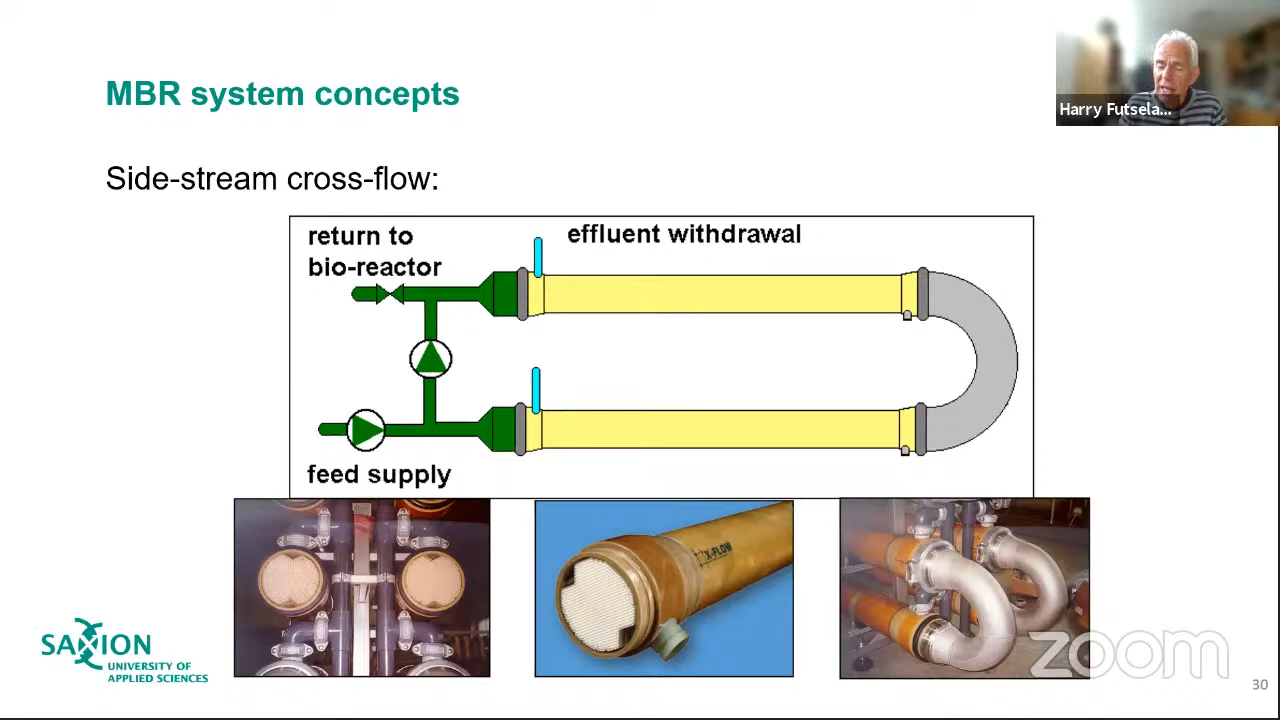 MBR system concepts
Harry Futsela...
Side-stream cross-flow:
return to
bio-reactor
effluent withdrawal
feed supply
X-FLOW
SAXION
UNIVERSITY OF
APPLIED SCIENCES
zoom
30